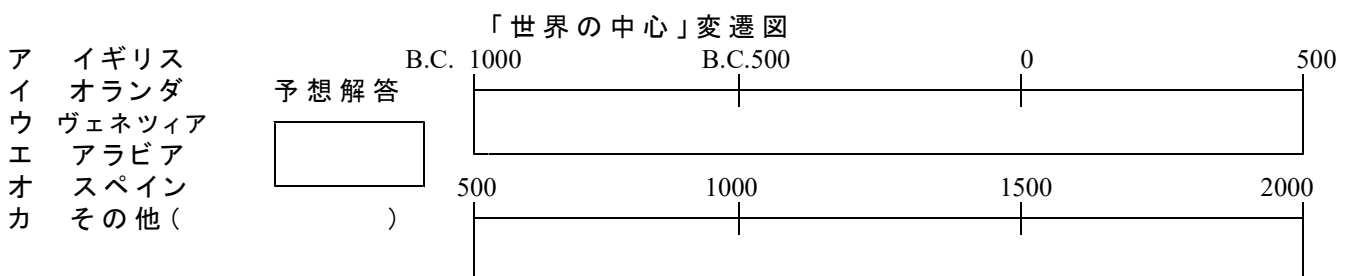 「世界の中心」変遷図
ア イギリス
イ オランダ
ウ ヴェネツィア
エ アラビア
オ スペイン
カ その他( )
予想解答
B.C. 1000 B.C.500 0 500
500 1000 1500 2000